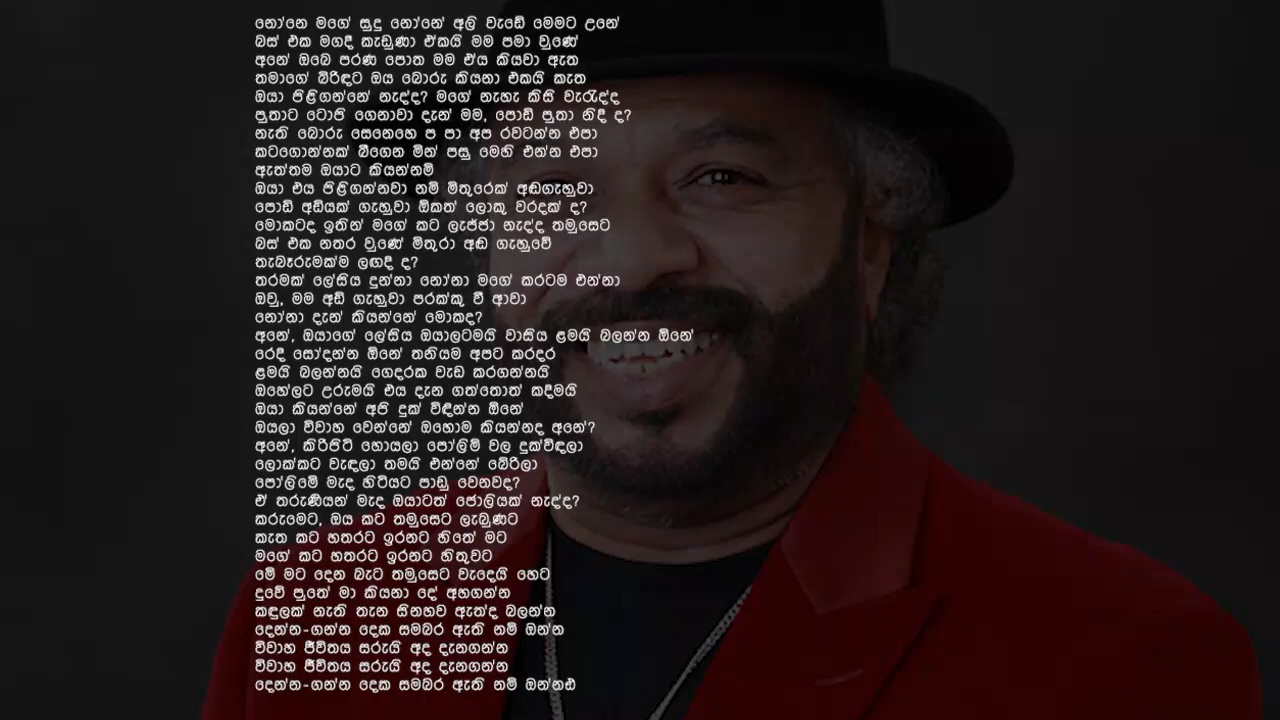 නෝනෙ මගේ සුදු නෝනේ අලි වැඩේ මෙමට උනේ
බස් එක මගදී කැඩුණා ඒකයි මම පමා වුණේ
අනේ ඔබෙ පරණ පොත මම ඒය කියවා ඇත
තමාගේ බිරිඳට ඔය බොරු කියනා එකයි කැත
ඔයා පිළිගන්නේ නැද්ද? මගේ නැහැ කිසි වැරැද්ද
පුතාට ටොපි ගෙනාවා දැන් මම, පොඩි පුතා නිදි ද?
නැති බොරු සෙනෙහෙ ප පා අප රවටන්න එපා
කටගොන්නක් බීගෙන මින් පසු මෙහි එන්න එපා
ඇත්තම ඔයාට කියන්නම්
ඔයා එය පිළිගන්නවා නම් මිතුරෙක් අඬගැහුවා
පොඩි අඩියක් ගැහුවා ඕකත් ලොකු වරදක් ද?
මොකටද ඉතින් මගේ කට ලැජ්ජා නැද්ද තමුසෙට
බස් එක නතර වුණේ මිතුරා අඬ ගැහුවේ
තැබෑරුමක්ම ලඟදී ද?
තරමක් ලේසිය දුන්නා නෝනා මගේ කරටම එන්නා
ඔවු, මම අඩි ගැහුවා පරක්කු වී ආවා
නෝනා දැන් කියන්නේ මොකද?
අනේ, ඔයාගේ ලේසිය ඔයාලටමයි වාසිය ළමයි බලන්න ඕනේ
රෙදි සෝදන්න ඕනේ තනියම අපට කරදර
ළමයි බලන්නයි ගෙදරක වැඩ කරගන්නයි
ඔහේලට උරුමයි එය දැන ගත්තොත් කදිමයි
ඔයා කියන්නේ අපි දුක් විඳින්න ඕනේ
ඔයලා විවාහ වෙන්නේ ඔහොම කියන්නද අනේ?
අනේ, කිරිපිටි හොයලා පෝලිම් වල දුක්විඳලා
ලොක්කට වැඳලා තමයි එන්නේ බේරිලා
පෝලිමේ මැද හිටියට පාඩු වෙනවද?
ඒ තරුණියන් මැද ඔයාටත් ජොලියක් නැද්ද?
කරුමෙට, ඔය කට තමුසෙට ලැබුණට
කැත කට හතරට ඉරනට හිතේ මට
මගේ කට හතරට ඉරනට හිතුවට
මේ මට දෙන බැට තමුසෙට වැදෙයි හෙට
දුවේ පුතේ මා කියනා දේ අහගන්න
කඳුලක් නැති තැන සිනහව ඇත්ද බලන්න
දෙන්න-ගන්න දෙක සමබර ඇති නම් ඔන්න
විවාහ ජීවිතය සරුයි අද දැනගන්න
විවාහ ජීවිතය සරුයි අද දැනගන්න
දෙන්න-ගන්න දෙක සමබර ඇති නම් ඔන්නඪ